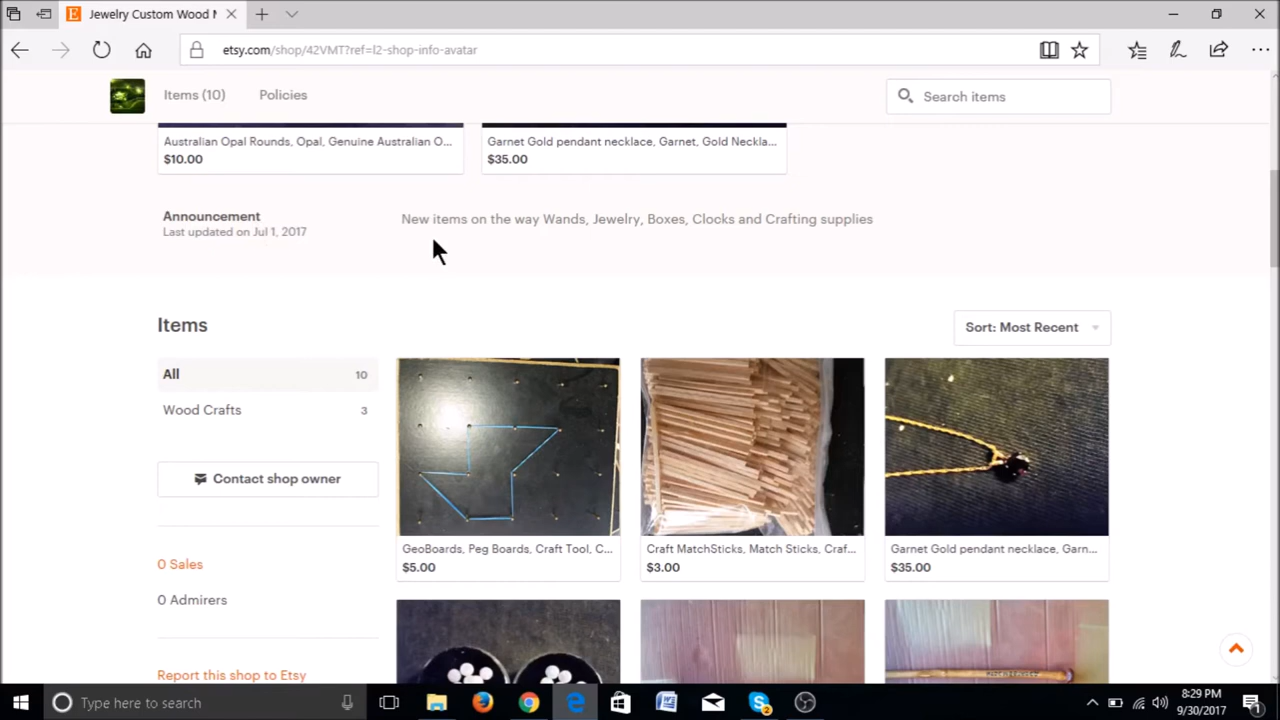 Jewelry Custom Wood M
etsy.com/shop/42VMT?ref=l2-shop-info-avatar
Items (10)
Policies
Search items
Australian Opal Rounds, Opal, Genuine Australian O...
$10.00
Garnet Gold pendant necklace, Garnet, Gold Neckla...
$35.00
Announcement
Last updated on Jul 1, 2017
New items on the way Wands, Jewelry, Boxes, Clocks and Crafting supplies
Items
Sort: Most Recent
All 10
Wood Crafts 3
Contact shop owner
0 Sales
0 Admirers
Report this shop to Etsy
GeoBoards, Peg Boards, Craft Tool, C...
$5.00
Craft MatchSticks, Match Sticks, Craf...
$3.00
Garnet Gold pendant necklace, Garn...
$35.00
Type here to search
8:29 PM
9/30/2017